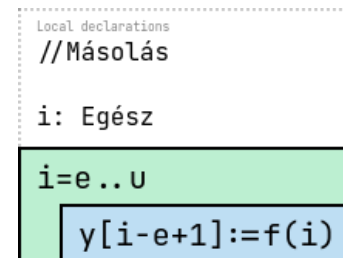 Local declarations
//Másolás
i: Egész
i=e..u
y[i-e+1]:=f(i)